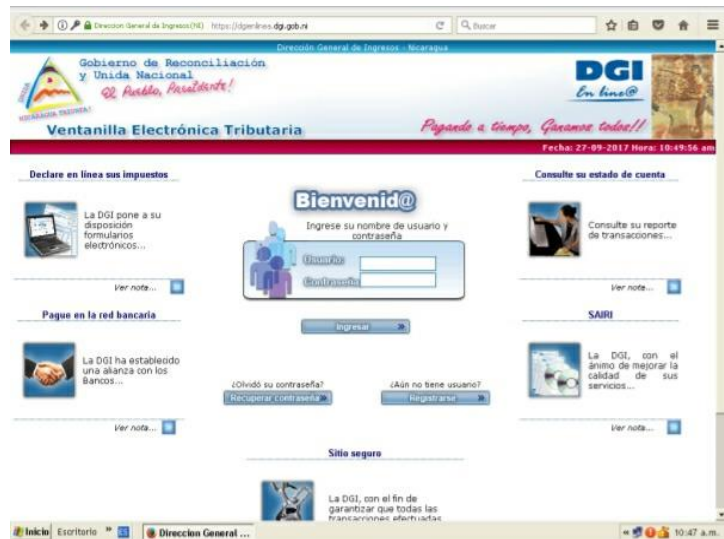 Direccion General de Ingresos (NI) https://dgienlinea.dgi.gob.ni
Buscar
Dirección General de Ingresos - Nicaragua
Gobierno de Reconciliación
y Unida Nacional
El Pueblo, Presidente!
NICARAGUA TRIUNFA!
DGI
En line@
Ventanilla Electrónica Tributaria
Pagando a tiempo, Ganamos todos!!
Fecha: 27-09-2017 Hora: 10:49:56 am
Declare en línea sus impuestos
La DGI pone a su
disposición
formularios
electrónicos...
Ver nota...
Pague en la red bancaria
La DGI ha establecido
una alianza con los
Bancos...
Ver nota...
Bienvenid@
Ingrese su nombre de usuario y
contraseña
Usuario:
Contraseña:
Ingresar »
¿Olvidó su contraseña?
Recuperar contraseña»
¿Aún no tiene usuario?
Registrarse »
Consulte su estado de cuenta
Consulte su reporte
de transacciones...
Ver nota...
SAIRI
La DGI, con el
ánimo de mejorar la
calidad de sus
servicios...
Ver nota...
Sitio seguro
La DGI, con el fin de
garantizar que todas las
transacciones efectuadas
Inicio Escritorio » Direccion General ... « 10:47 a.m.